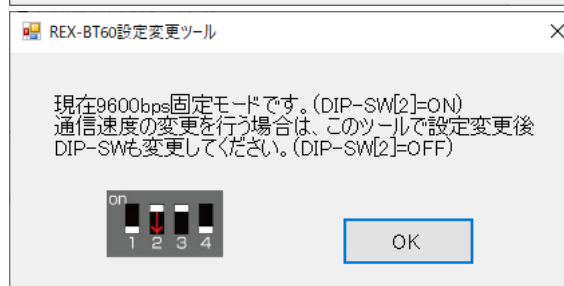 REX-BT60設定変更ツール
現在9600bps固定モードです。(DIP-SW[2]=ON)
通信速度の変更を行う場合は、このツールで設定変更後
DIP-SWも変更してください。(DIP-SW[2]=OFF)
on
1 2 3 4
OK